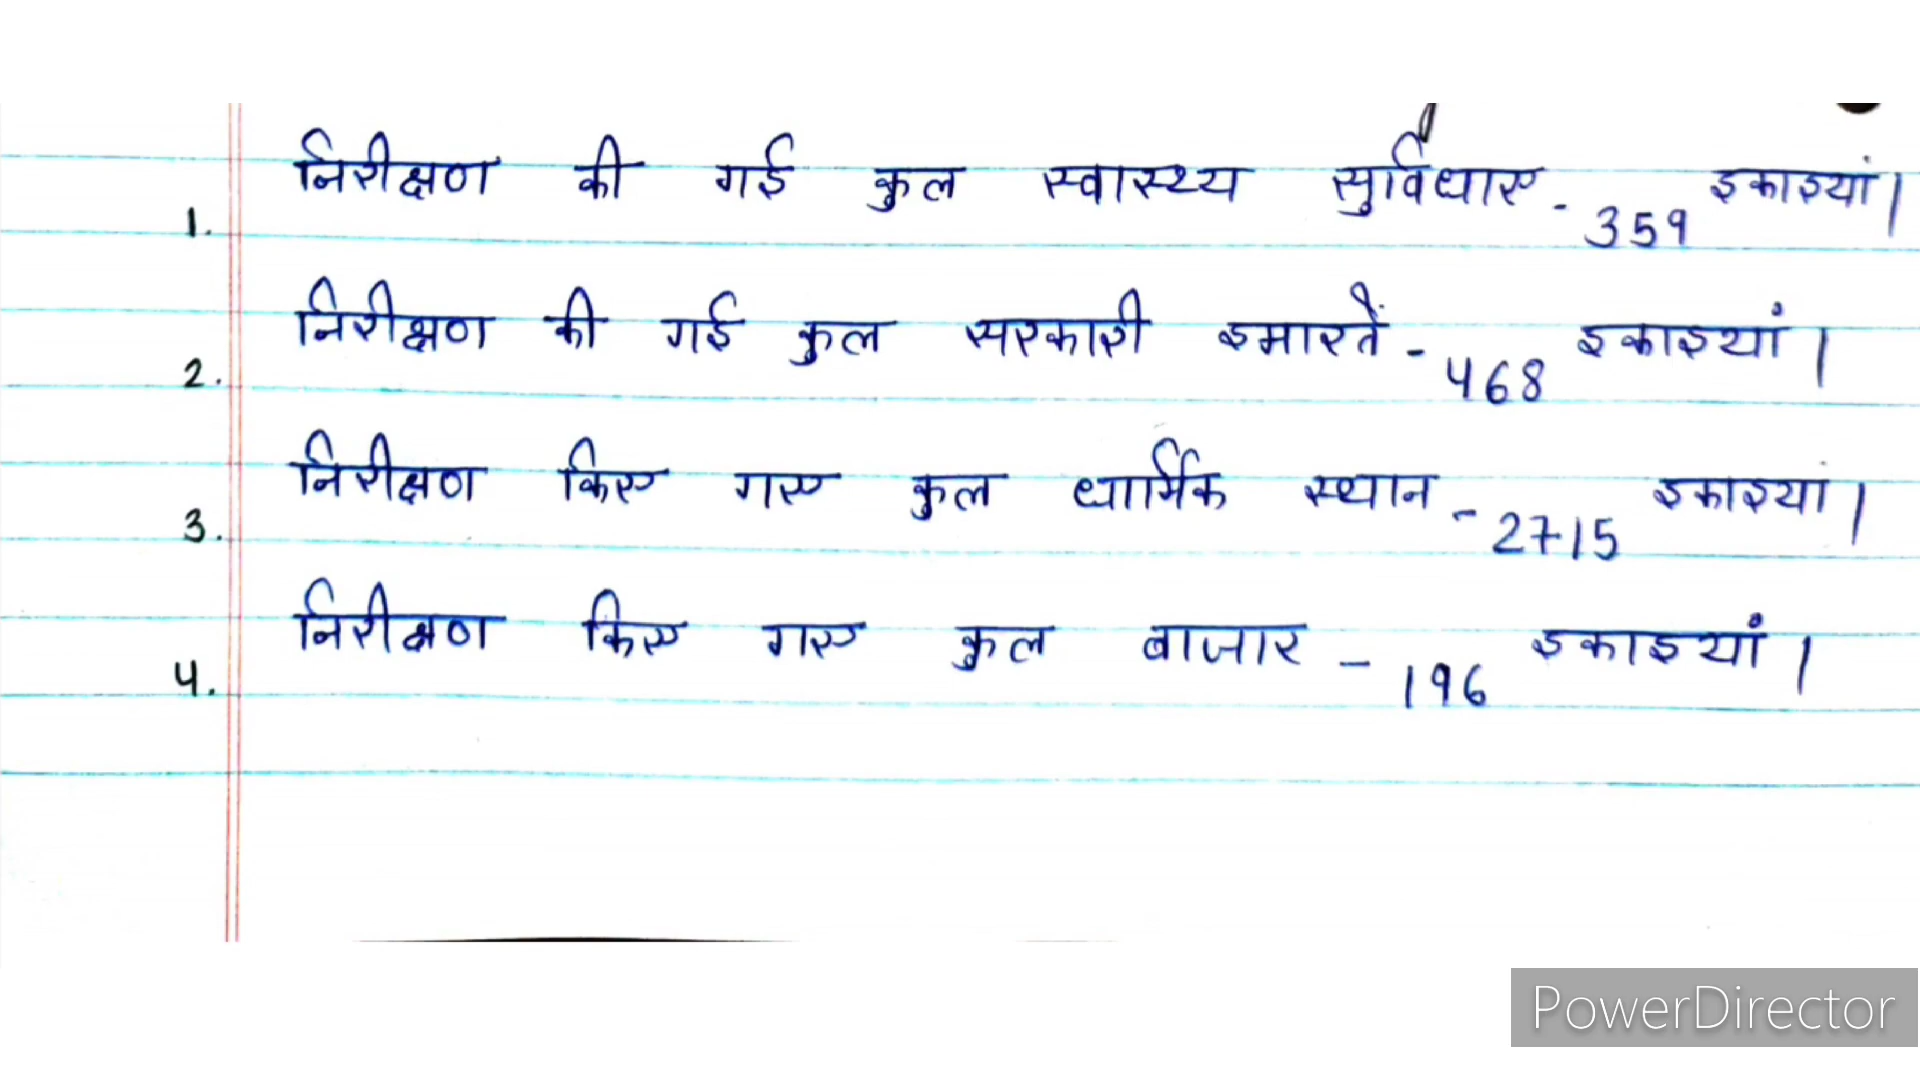 1. निरीक्षण की गई कुल स्वास्थ्य सुविधाए - 359 इकाइयां।
2. निरीक्षण की गई कुल सरकारी इमारतें - 468 इकाइयां।
3. निरीक्षण किए गए कुल धार्मिक स्थान - 2715 इकाइयां।
4. निरीक्षण किए गए कुल बाजार - 196 इकाइयां।
PowerDirector